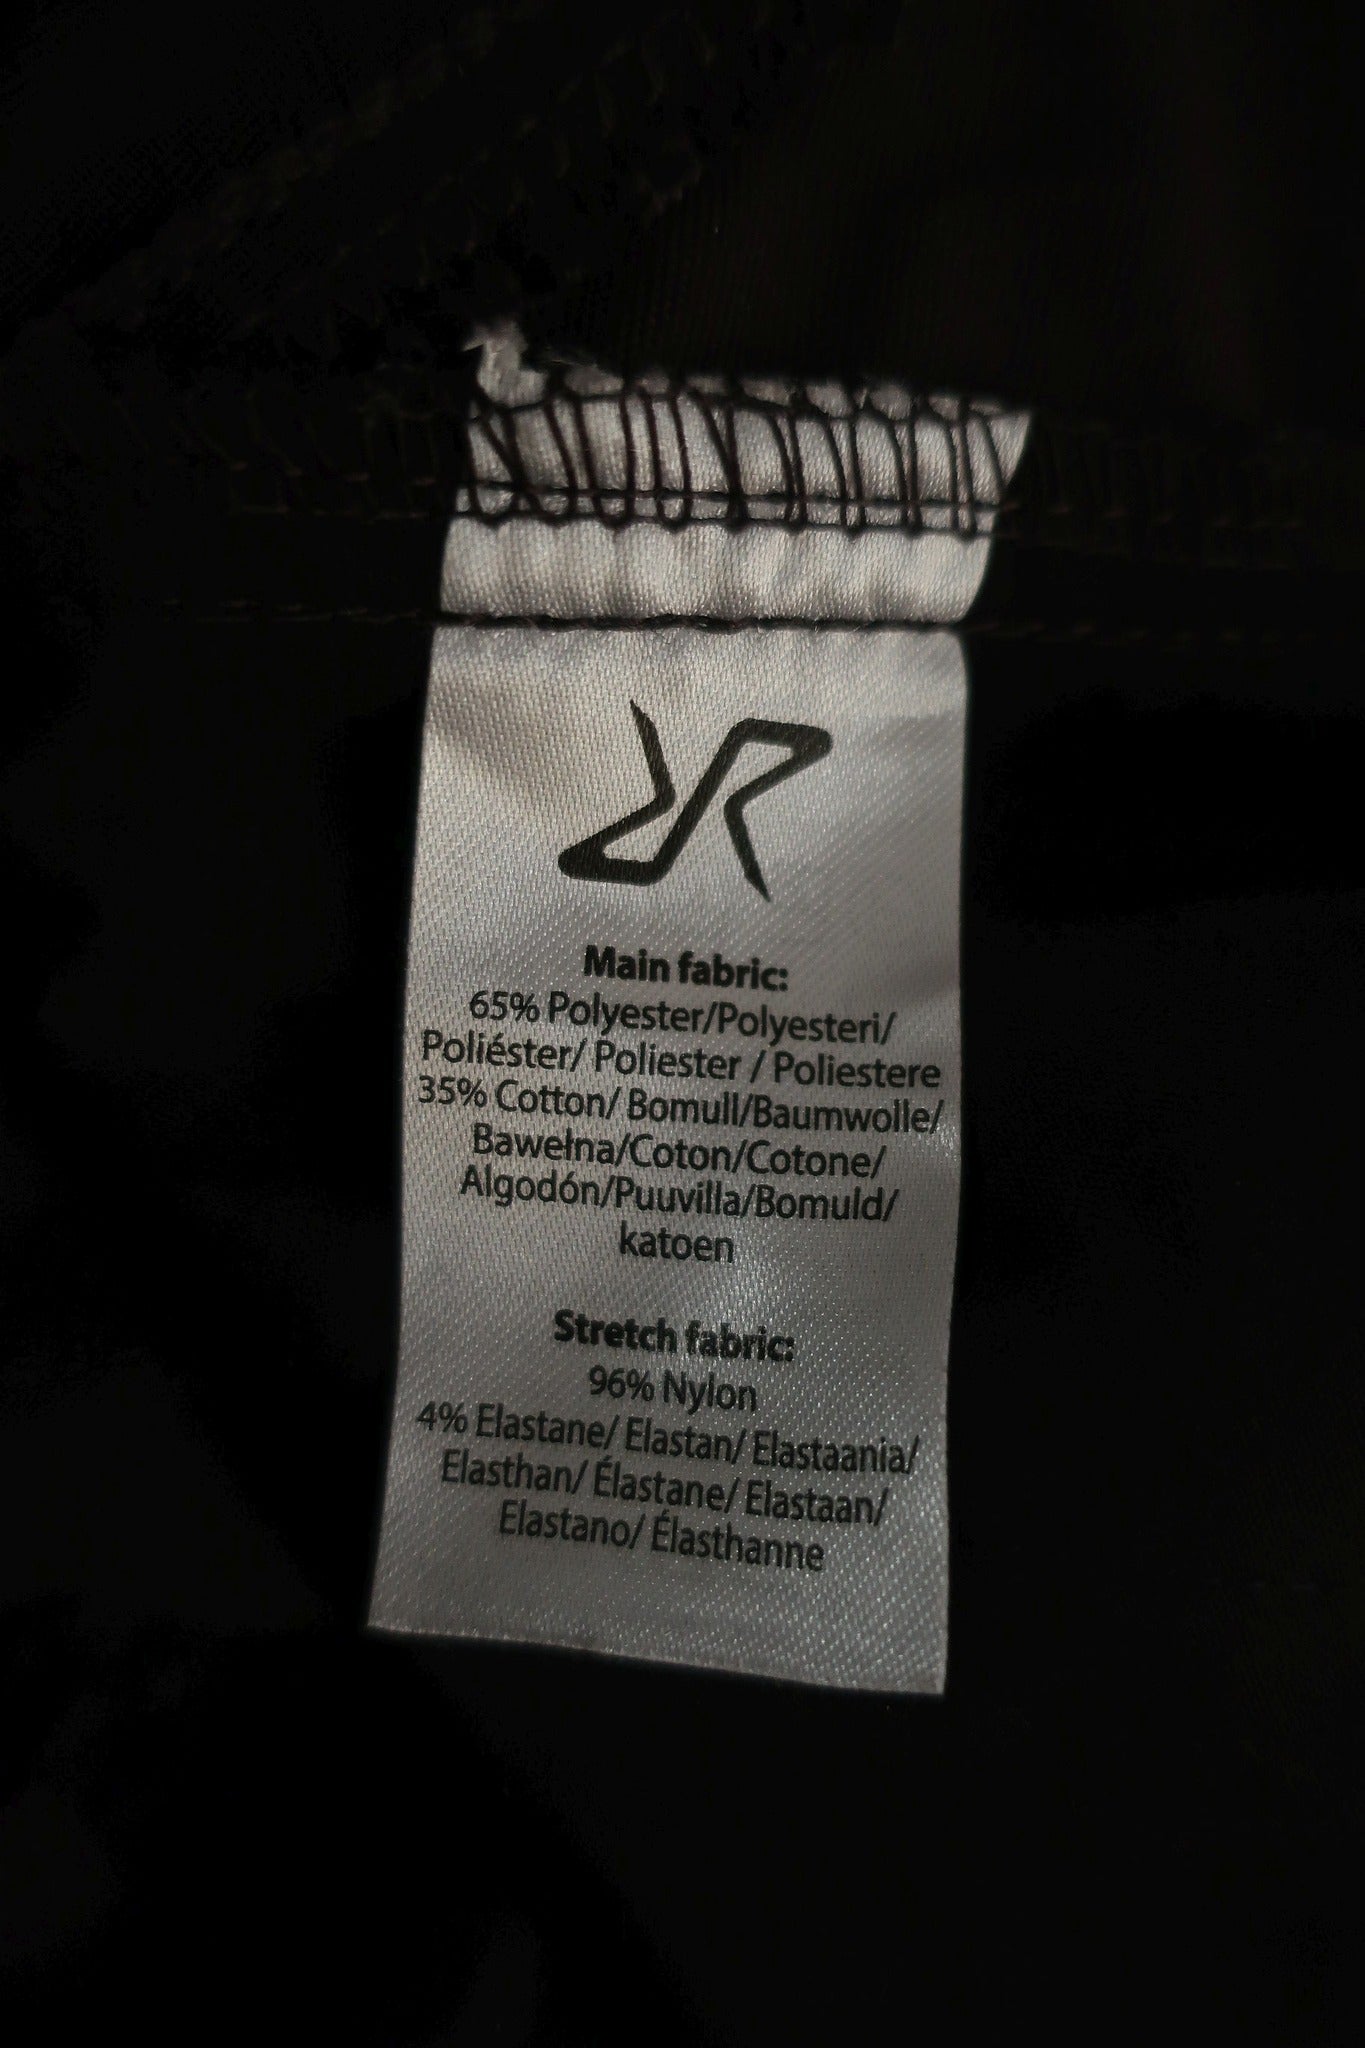 Main fabric:
65% Polyester/Polyesteri/
Poliéster/ Poliester / Poliestere
35% Cotton/ Bomull/Baumwolle/
Bawełna/Coton/Cotone/
Algodón/Puuvilla/Bomuld/
katoen
Stretch fabric:
96% Nylon
4% Elastane/ Elastan/ Elastaania/
Elasthan/ Élastane/ Elastaan/
Elastano/ Élasthanne